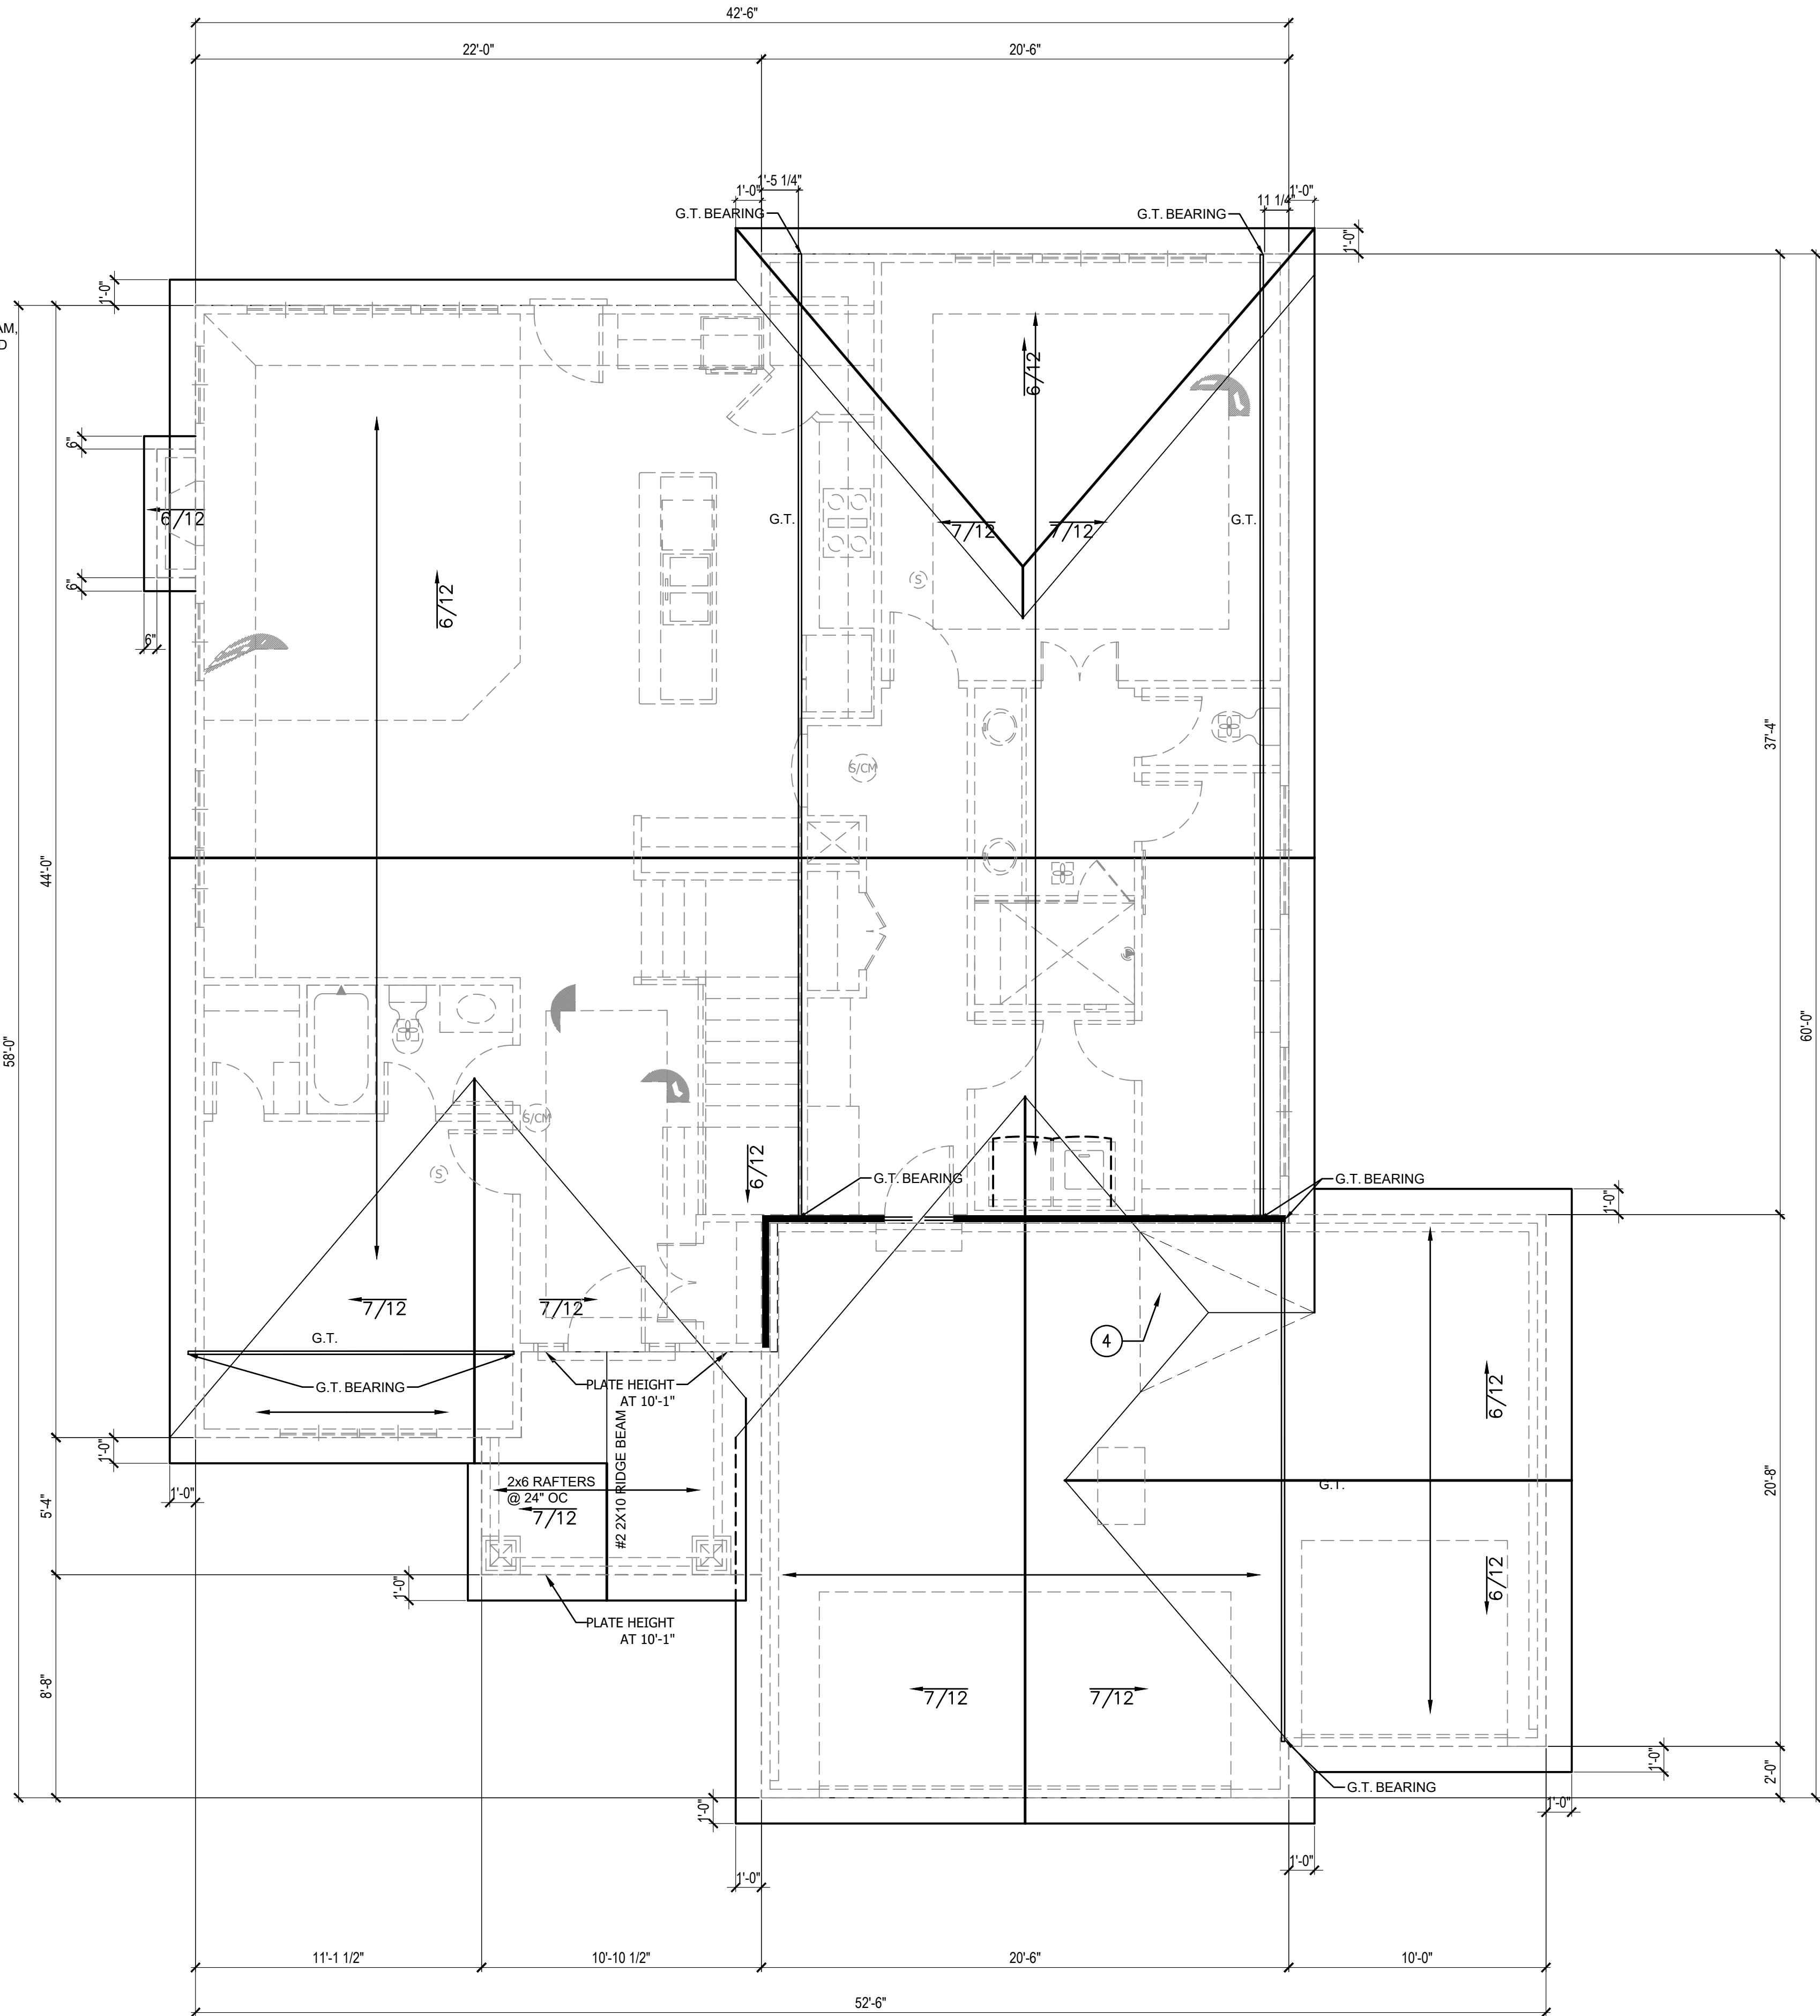 42'-6"
22'-0"
20'-6"
1'-5 1/4"
1'-0"
11 1/4"
1'-0"
G.T. BEARING
G.T. BEARING
1'-0"
1'-0"
AM,
D
6/12
6"
G.T.
G.T.
6/12
7/12
7/12
6"
S
6/12
6"
37'-4"
S/CM
44'-0"
58'-0"
60'-0"
S/CM
6/12
S
G.T. BEARING
G.T. BEARING
1'-0"
7/12
7/12
G.T.
4
G.T. BEARING
PLATE HEIGHT
AT 10'-1"
6/12
1'-0"
#2 2X10 RIDGE BEAM
2x6 RAFTERS
@ 24" OC
7/12
G.T.
1'-0"
5'-4"
20'-8"
6/12
1'-0"
PLATE HEIGHT
AT 10'-1"
8'-8"
7/12
7/12
1'-0"
2'-0"
G.T. BEARING
1'-0"
1'-0"
1'-0"
1'-0"
11'-1 1/2"
10'-10 1/2"
20'-6"
10'-0"
52'-6"